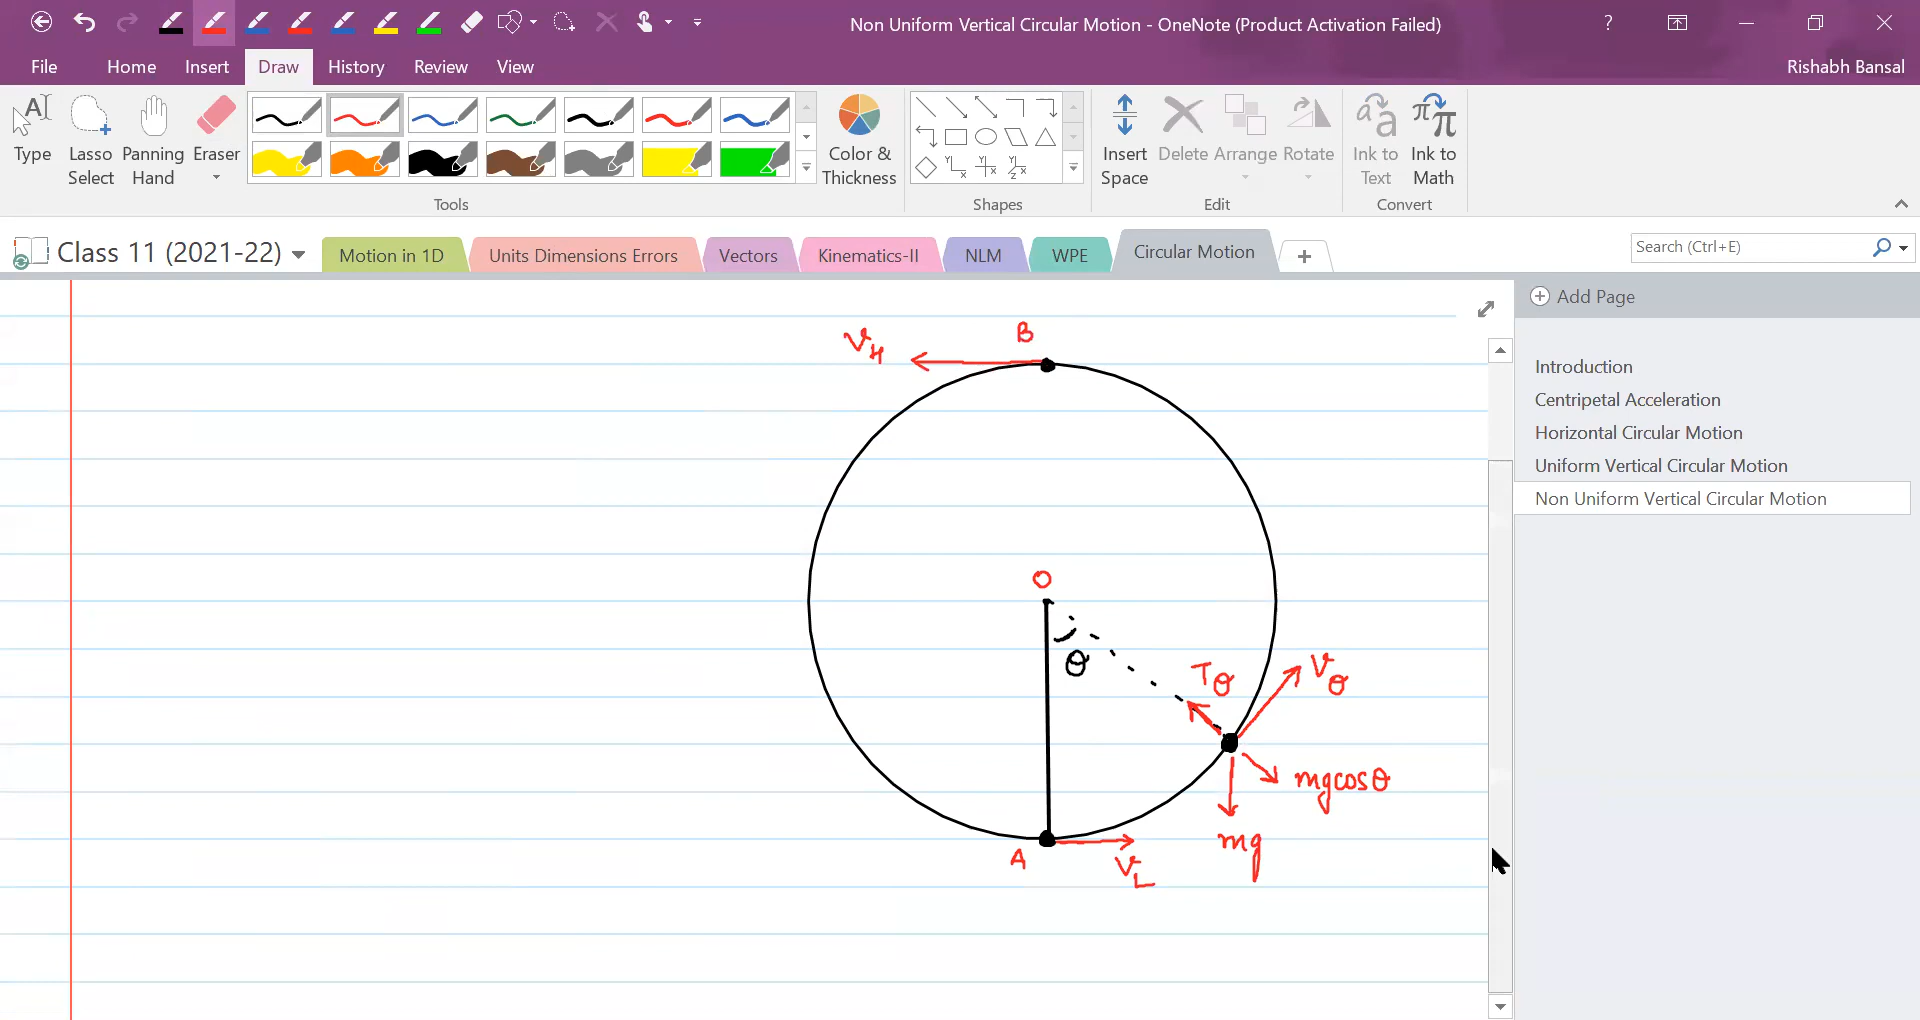 Non Uniform Vertical Circular Motion - OneNote (Product Activation Failed)
?
File Home Insert Draw History Review View
Rishabh Bansal
Type
Lasso Select
Panning Hand
Eraser
Color & Thickness
Insert Space
Delete
Arrange
Rotate
Ink to Text
Ink to Math
Tools
Shapes
Edit
Convert
Class 11 (2021-22)
Motion in 1D
Units Dimensions Errors
Vectors
Kinematics-II
NLM
WPE
Circular Motion
Search (Ctrl+E)
Add Page
Introduction
Centripetal Acceleration
Horizontal Circular Motion
Uniform Vertical Circular Motion
Non Uniform Vertical Circular Motion
B
V_H
O
θ
T_θ
V_θ
mgcosθ
mg
A
V_L